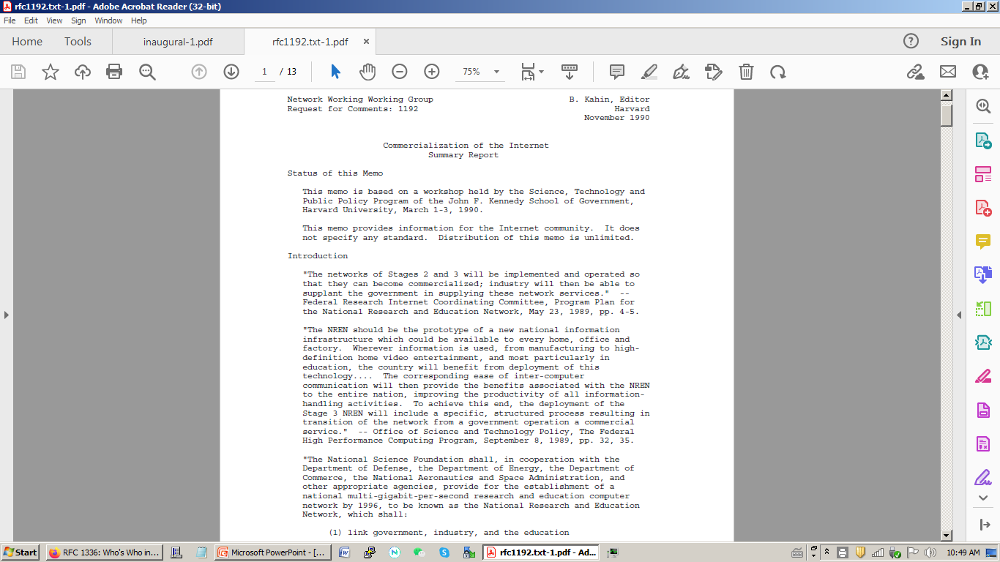 rfc1192.txt-1.pdf - Adobe Acrobat Reader (32-bit)
File Edit View Sign Window Help
Home Tools inaugural-1.pdf rfc1192.txt-1.pdf × ? Sign In
1 / 13 75%
Network Working Working Group B. Kahin, Editor
Request for Comments: 1192 Harvard
November 1990
Commercialization of the Internet
Summary Report
Status of this Memo
This memo is based on a workshop held by the Science, Technology and
Public Policy Program of the John F. Kennedy School of Government,
Harvard University, March 1-3, 1990.
This memo provides information for the Internet community. It does
not specify any standard. Distribution of this memo is unlimited.
Introduction
"The networks of Stages 2 and 3 will be implemented and operated so
that they can become commercialized; industry will then be able to
supplant the government in supplying these network services." --
Federal Research Internet Coordinating Committee, Program Plan for
the National Research and Education Network, May 23, 1989, pp. 4-5.
"The NREN should be the prototype of a new national information
infrastructure which could be available to every home, office and
factory. Wherever information is used, from manufacturing to high-
definition home video entertainment, and most particularly in
education, the country will benefit from deployment of this
technology.... The corresponding ease of inter-computer
communication will then provide the benefits associated with the NREN
to the entire nation, improving the productivity of all information-
handling activities. To achieve this end, the deployment of the
Stage 3 NREN will include a specific, structured process resulting in
transition of the network from a government operation a commercial
service." -- Office of Science and Technology Policy, The Federal
High Performance Computing Program, September 8, 1989, pp. 32, 35.
"The National Science Foundation shall, in cooperation with the
Department of Defense, the Department of Energy, the Department of
Commerce, the National Aeronautics and Space Administration, and
other appropriate agencies, provide for the establishment of a
national multi-gigabit-per-second research and education computer
network by 1996, to be known as the National Research and Education
Network, which shall:
(1) link government, industry, and the education
Start RFC 1336: Who's Who in... Microsoft PowerPoint - [... rfc1192.txt-1.pdf - Ad... 10:49 AM